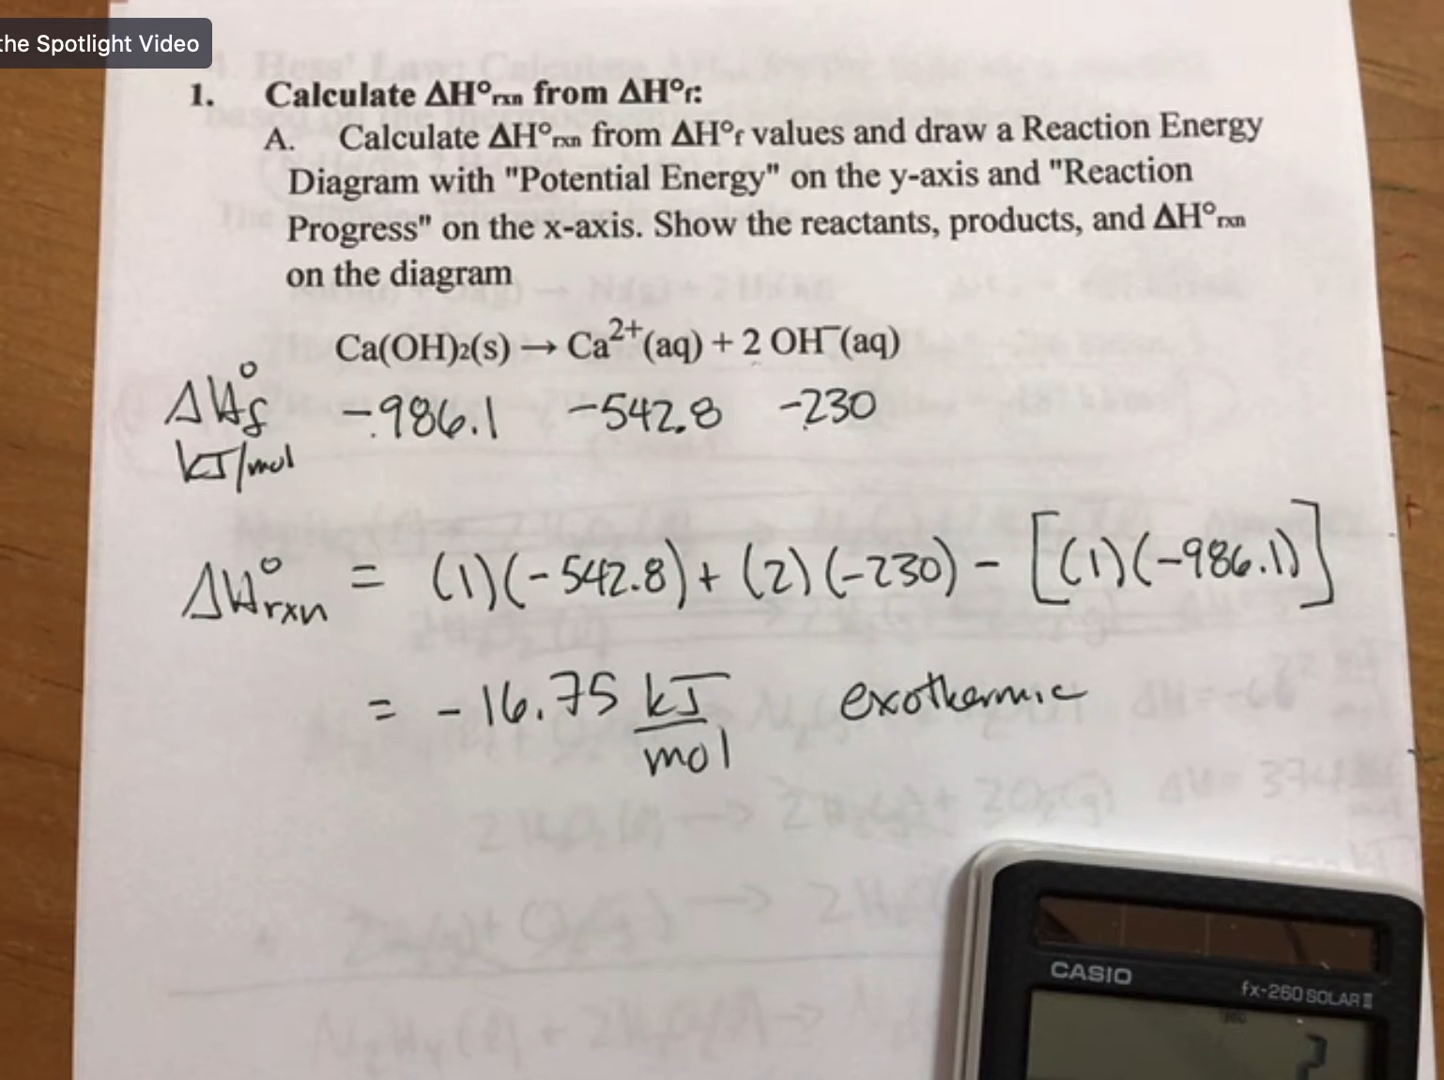 the Spotlight Video
1. Calculate ΔH°rxn from ΔH°f:
A. Calculate ΔH°rxn from ΔH°f values and draw a Reaction Energy
Diagram with "Potential Energy" on the y-axis and "Reaction
Progress" on the x-axis. Show the reactants, products, and ΔH°rxn
on the diagram
Ca(OH)2(s) → Ca²⁺(aq) + 2 OH⁻(aq)
ΔH°f -986.1 -542.8 -230
kJ/mol
ΔH°rxn = (1)(-542.8) + (2)(-230) - [(1)(-986.1)]
= -16.75 kJ/mol exothermic
CASIO
fx-260 SOLAR II